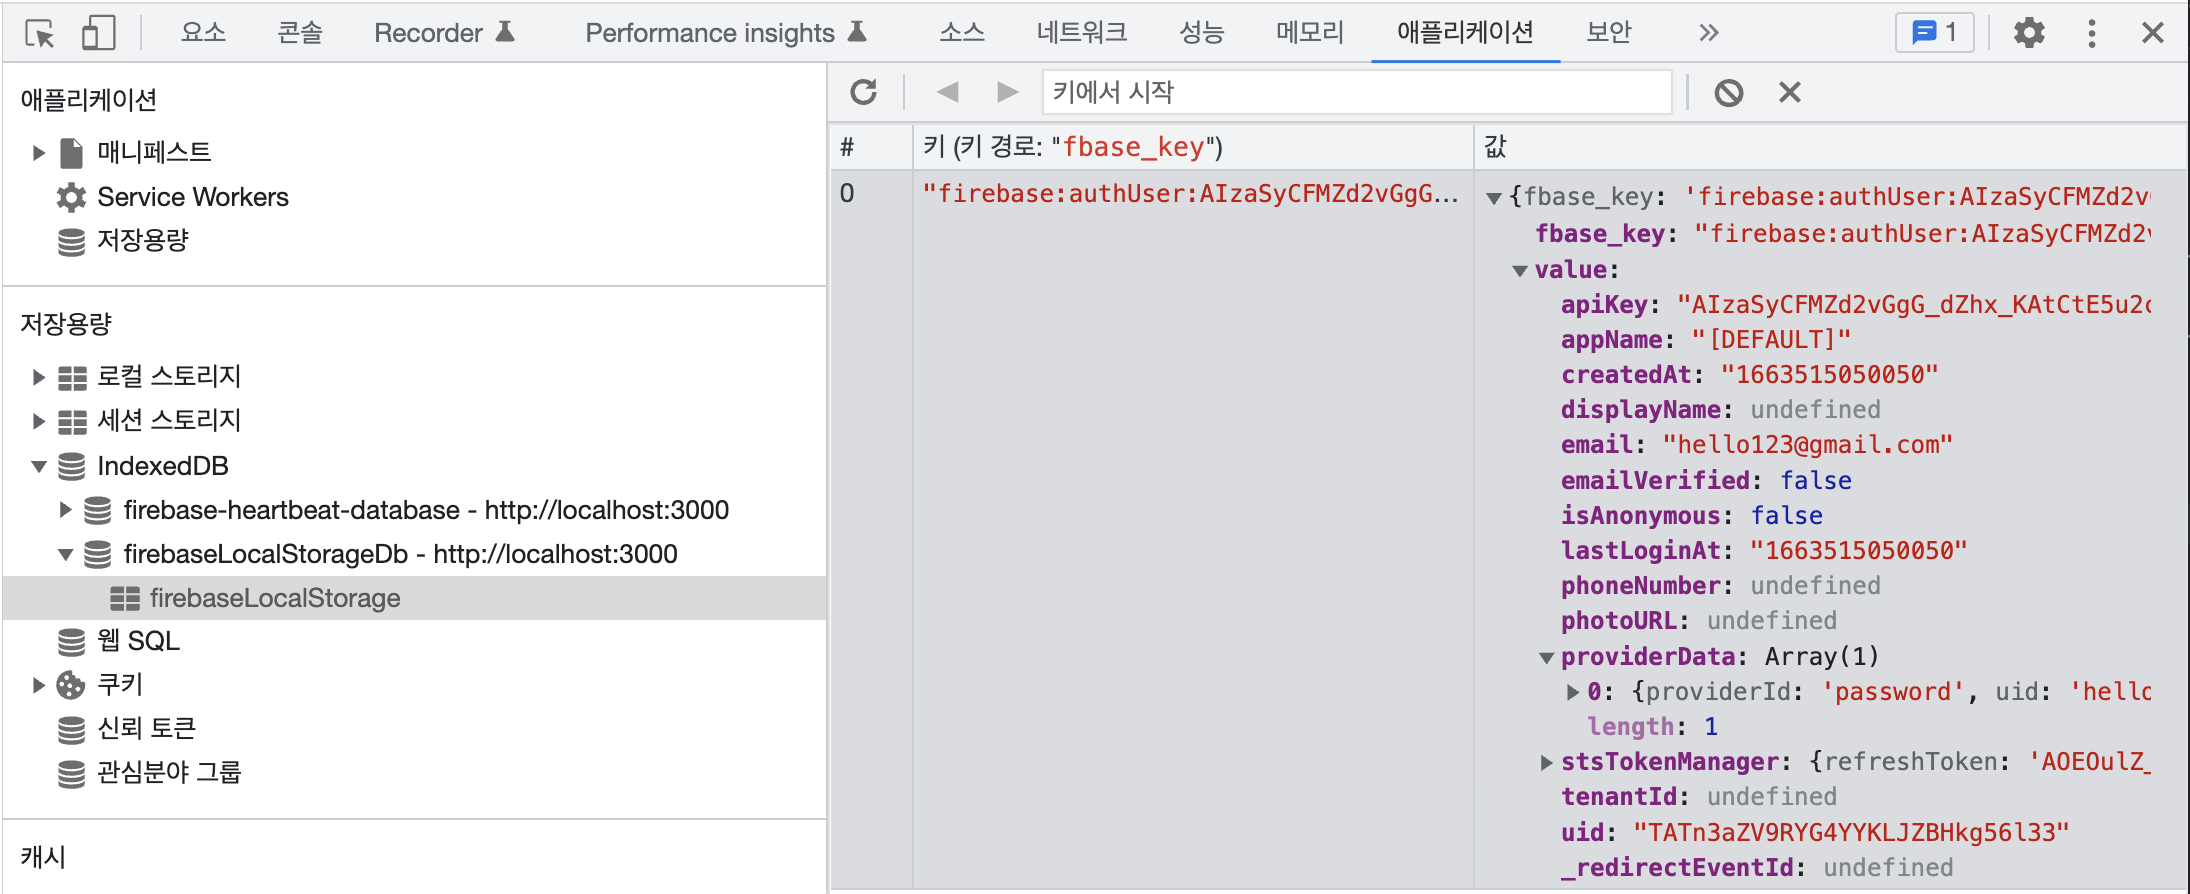 요소 콘솔 Recorder Performance insights 소스 네트워크 성능 메모리 애플리케이션 보안 » 1
애플리케이션
매니페스트
Service Workers
저장용량
저장용량
로컬 스토리지
세션 스토리지
IndexedDB
firebase-heartbeat-database - http://localhost:3000
firebaseLocalStorageDb - http://localhost:3000
firebaseLocalStorage
웹 SQL
쿠키
신뢰 토큰
관심분야 그룹
캐시
키에서 시작
# 키 (키 경로: "fbase_key") 값
0 "firebase:authUser:AIzaSyCFMZd2vGgG… {fbase_key: 'firebase:authUser:AIzaSyCFMZd2v
fbase_key: "firebase:authUser:AIzaSyCFMZd2v
value:
apiKey: "AIzaSyCFMZd2vGgG_dZhx_KAtCtE5u2c
appName: "[DEFAULT]"
createdAt: "1663515050050"
displayName: undefined
email: "hello123@gmail.com"
emailVerified: false
isAnonymous: false
lastLoginAt: "1663515050050"
phoneNumber: undefined
photoURL: undefined
providerData: Array(1)
0: {providerId: 'password', uid: 'hello
length: 1
stsTokenManager: {refreshToken: 'AOEOulZ_
tenantId: undefined
uid: "TATn3aZV9RYG4YYKLJZBHkg56l33"
_redirectEventId: undefined